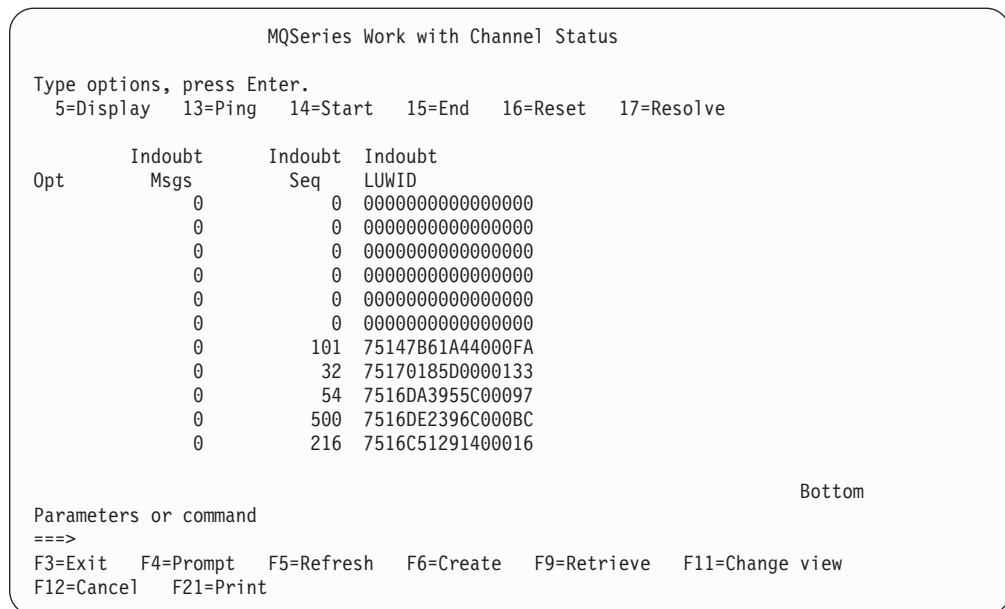 MQSeries Work with Channel Status
Type options, press Enter.
5=Display 13=Ping 14=Start 15=End 16=Reset 17=Resolve
Indoubt Indoubt Indoubt
Opt Msgs Seq LUWID
0 0 0000000000000000
0 0 0000000000000000
0 0 0000000000000000
0 0 0000000000000000
0 0 0000000000000000
0 0 0000000000000000
0 101 75147B61A44000FA
0 32 75170185D0000133
0 54 7516DA3955C00097
0 500 7516DE2396C000BC
0 216 7516C51291400016
Bottom
Parameters or command
===>
F3=Exit F4=Prompt F5=Refresh F6=Create F9=Retrieve F11=Change view
F12=Cancel F21=Print